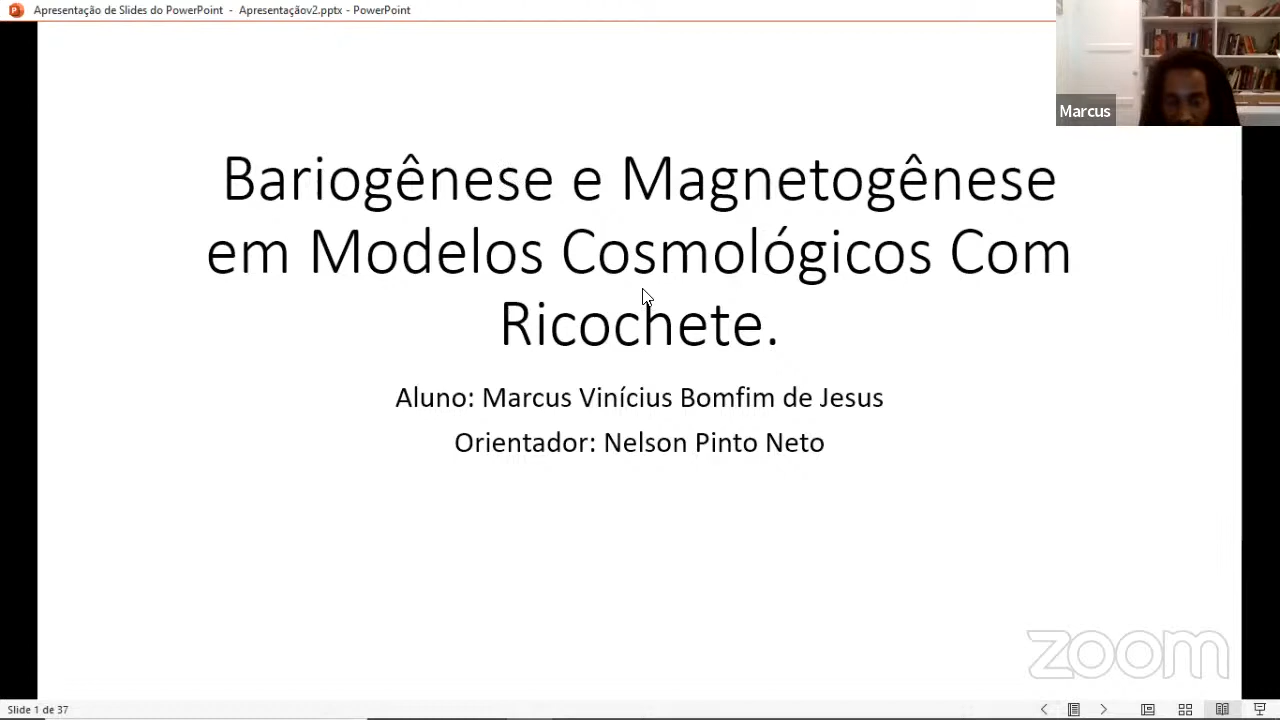 Apresentação de Slides do PowerPoint - Apresentaçãov2.pptx - PowerPoint
Marcus
Bariogênese e Magnetogênese
em Modelos Cosmológicos Com
Ricochete.
Aluno: Marcus Vinícius Bomfim de Jesus
Orientador: Nelson Pinto Neto
zoom
Slide 1 de 37